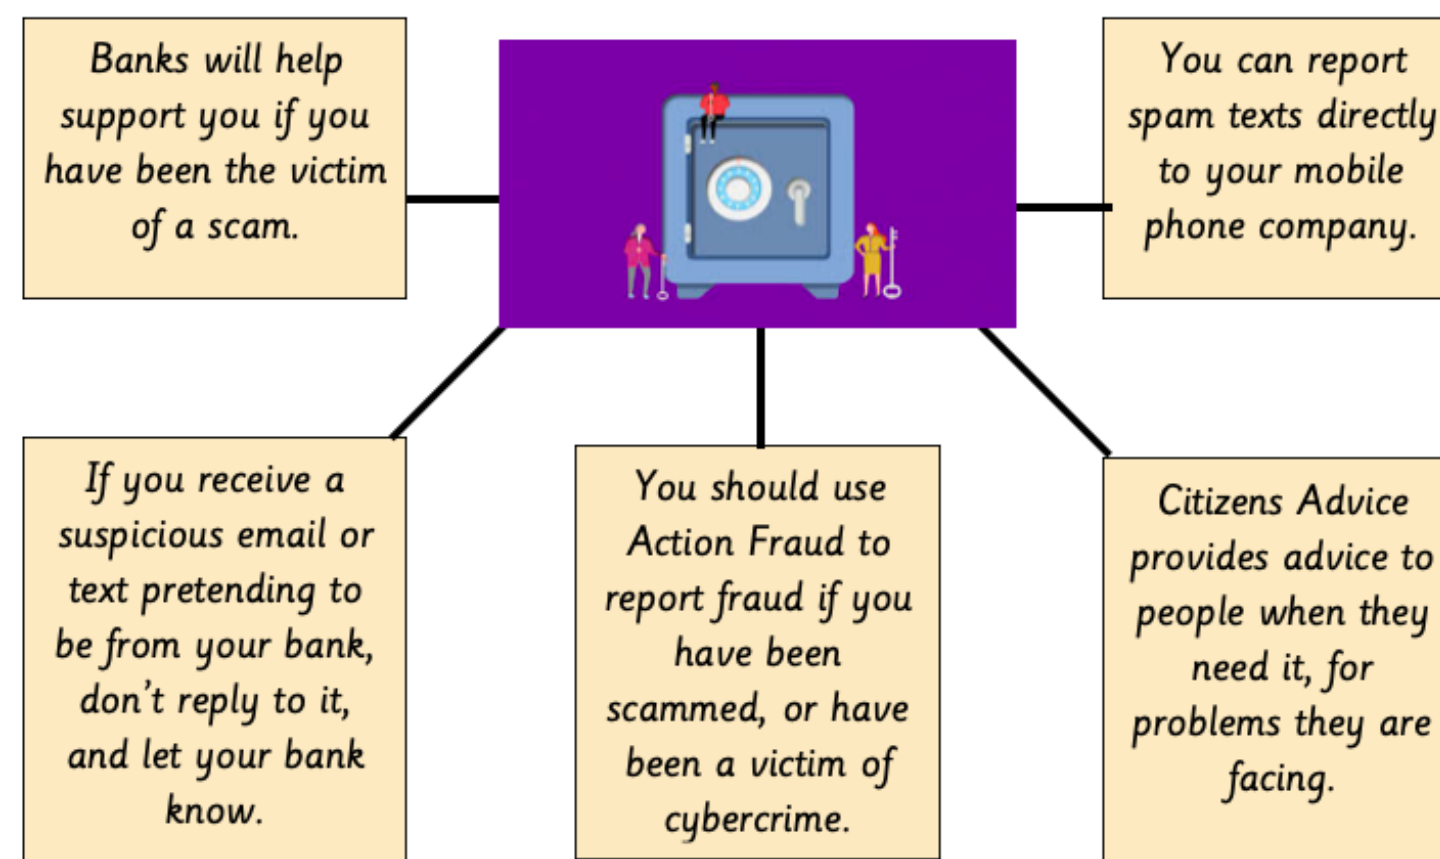 Banks will help
support you if you
have been the victim
of a scam.
You can report
spam texts directly
to your mobile
phone company.
If you receive a
suspicious email or
text pretending to
be from your bank,
don't reply to it,
and let your bank
know.
You should use
Action Fraud to
report fraud if you
have been
scammed, or have
been a victim of
cybercrime.
Citizens Advice
provides advice to
people when they
need it, for
problems they are
facing.